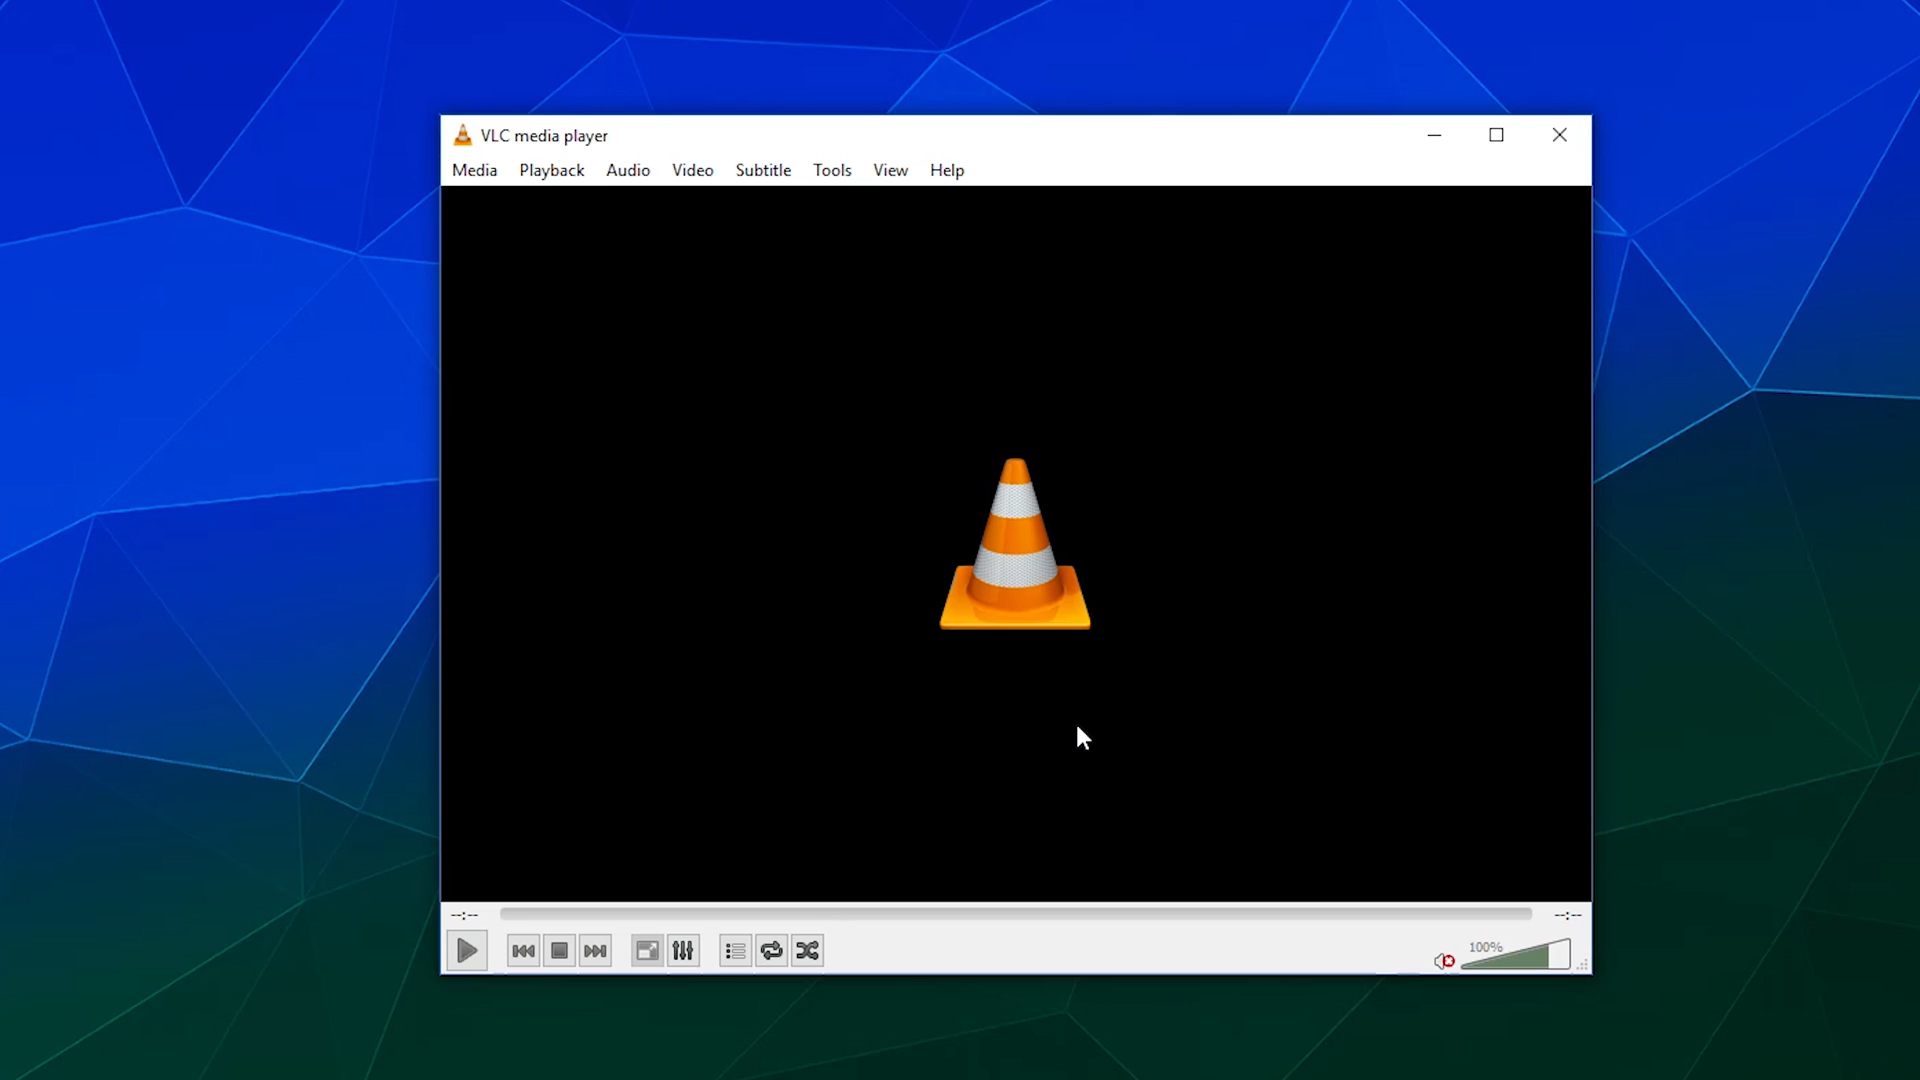 VLC media player
Media Playback Audio Video Subtitle Tools View Help
--:-- --:--
100%